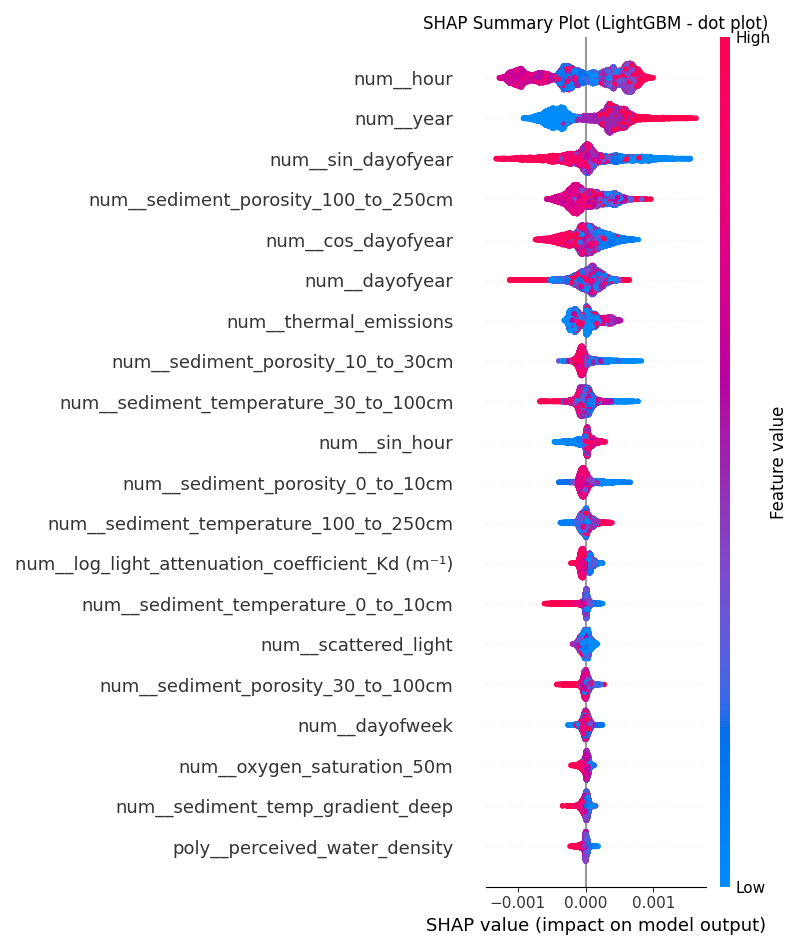 SHAP Summary Plot (LightGBM - dot plot)
High
num__hour
num__year
num__sin_dayofyear
num__sediment_porosity_100_to_250cm
num__cos_dayofyear
num__dayofyear
num__thermal_emissions
num__sediment_porosity_10_to_30cm
num__sediment_temperature_30_to_100cm
num__sin_hour
num__sediment_porosity_0_to_10cm
num__sediment_temperature_100_to_250cm
num__log_light_attenuation_coefficient_Kd (m⁻¹)
num__sediment_temperature_0_to_10cm
num__scattered_light
num__sediment_porosity_30_to_100cm
num__dayofweek
num__oxygen_saturation_50m
num__sediment_temp_gradient_deep
poly__perceived_water_density
Feature value
Low
−0.001 0.000 0.001
SHAP value (impact on model output)